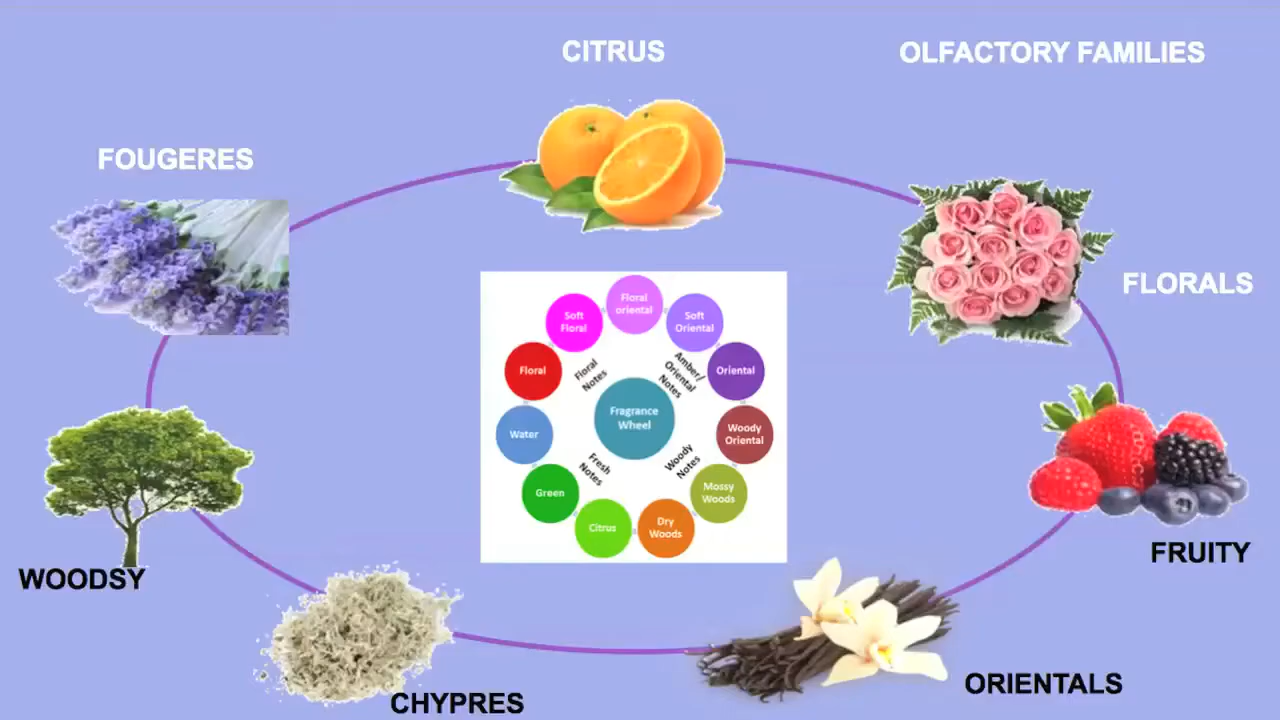 CITRUS
OLFACTORY FAMILIES
FOUGERES
FLORALS
Floral
oriental
Soft
Floral
Soft
Oriental
Floral
Floral
Notes
Amber/
Oriental
Notes
Oriental
Fragrance
Wheel
Water
Woody
Oriental
Fresh
Notes
Woody
Notes
Green
Mossy
Woods
Citrus
Dry
Woods
FRUITY
WOODSY
ORIENTALS
CHYPRES